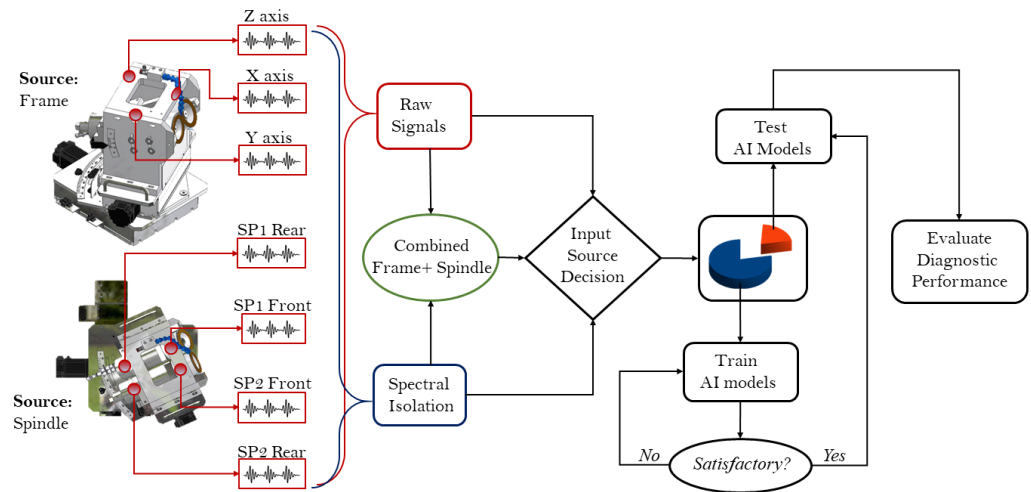 Z axis
Source:
Frame
X axis
Y axis
SP1 Rear
SP1 Front
SP2 Front
Source:
Spindle
SP2 Rear
Raw
Signals
Combined
Frame+ Spindle
Spectral
Isolation
Input
Source
Decision
Test
AI Models
Train
AI models
No
Satisfactory?
Yes
Evaluate
Diagnostic
Performance